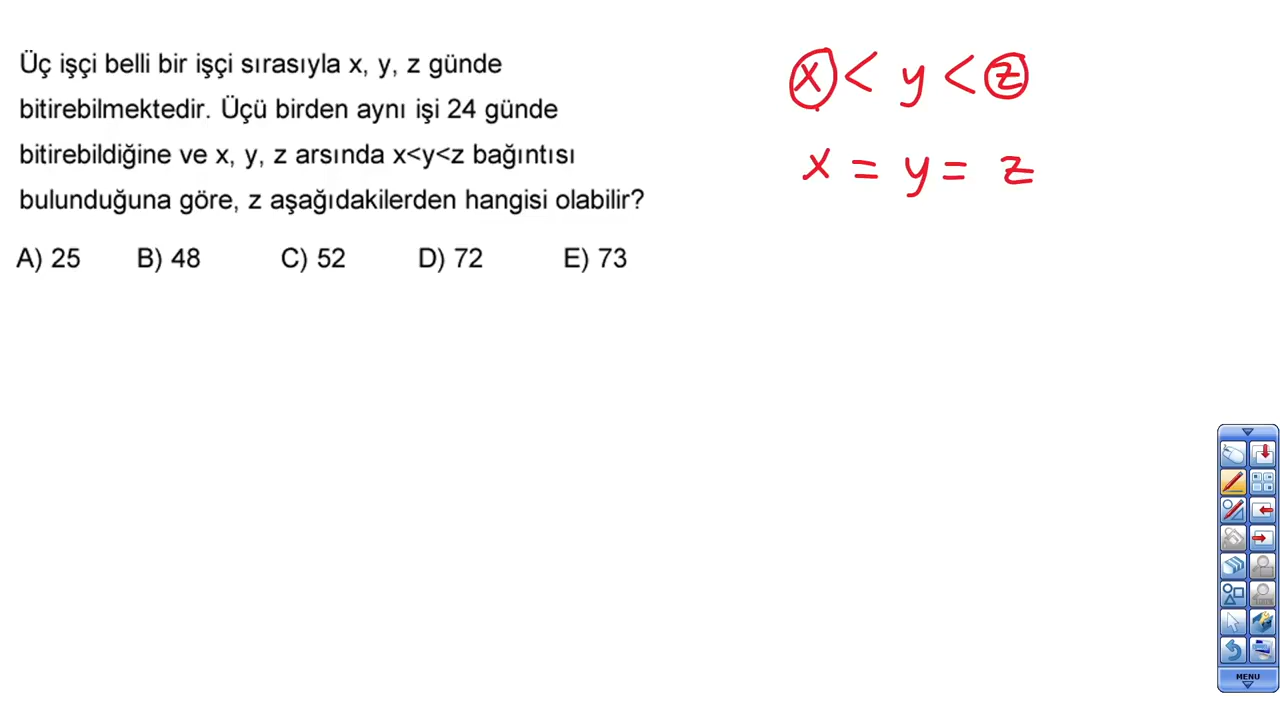 Üç işçi belli bir işçi sırasıyla x, y, z günde
bitirebilmektedir. Üçü birden aynı işi 24 günde
bitirebildiğine ve x, y, z arsında x<y<z bağıntısı
bulunduğuna göre, z aşağıdakilerden hangisi olabilir?
A) 25 B) 48 C) 52 D) 72 E) 73
x < y < z
x = y = z
MENU